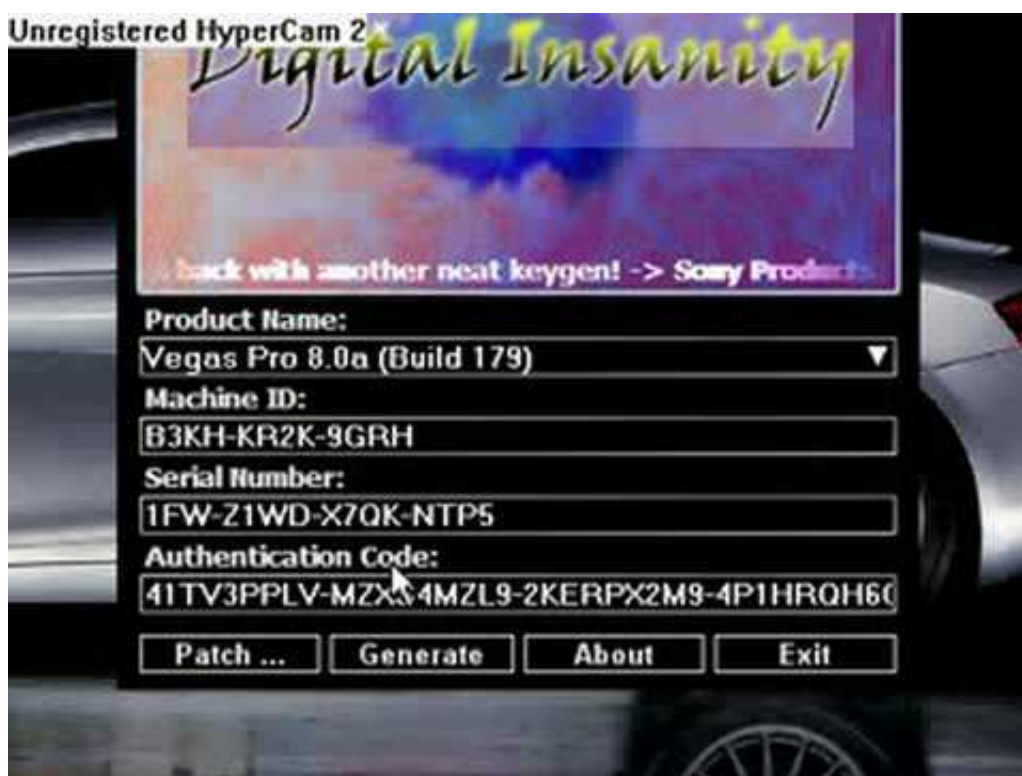 Unregistered HyperCam 2
Digital Insanity
back with another neat keygen! -> Sony Products
Product Name:
Vegas Pro 8.0a (Build 179)
Machine ID:
B3KH-KR2K-9GRH
Serial Number:
1FW-Z1WD-X7QK-NTP5
Authentication Code:
Patch ...
Generate
About
Exit